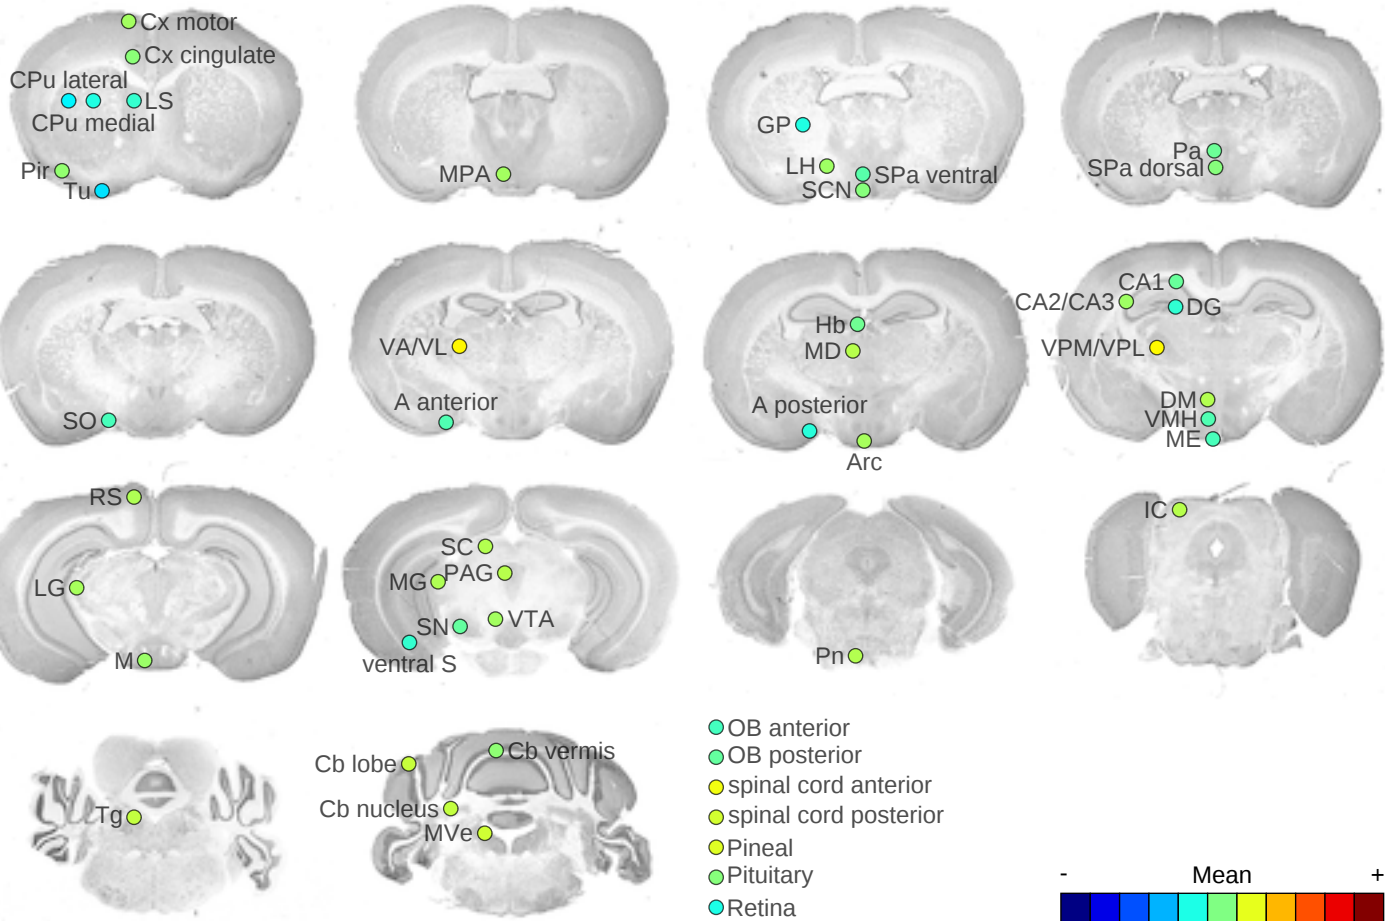 Cx motor
Cx cingulate
CPu lateral
LS
CPu medial
Pir
Tu
MPA
GP
LH
SPa ventral
SCN
Pa
SPa dorsal
SO
VA/VL
A anterior
Hb
MD
A posterior
Arc
CA1
CA2/CA3
DG
VPM/VPL
DM
VMH
ME
RS
LG
M
SC
MG
PAG
SN
VTA
ventral S
Pn
IC
Tg
Cb lobe
Cb vermis
Cb nucleus
MVe
OB anterior
OB posterior
spinal cord anterior
spinal cord posterior
Pineal
Pituitary
Retina
- Mean +